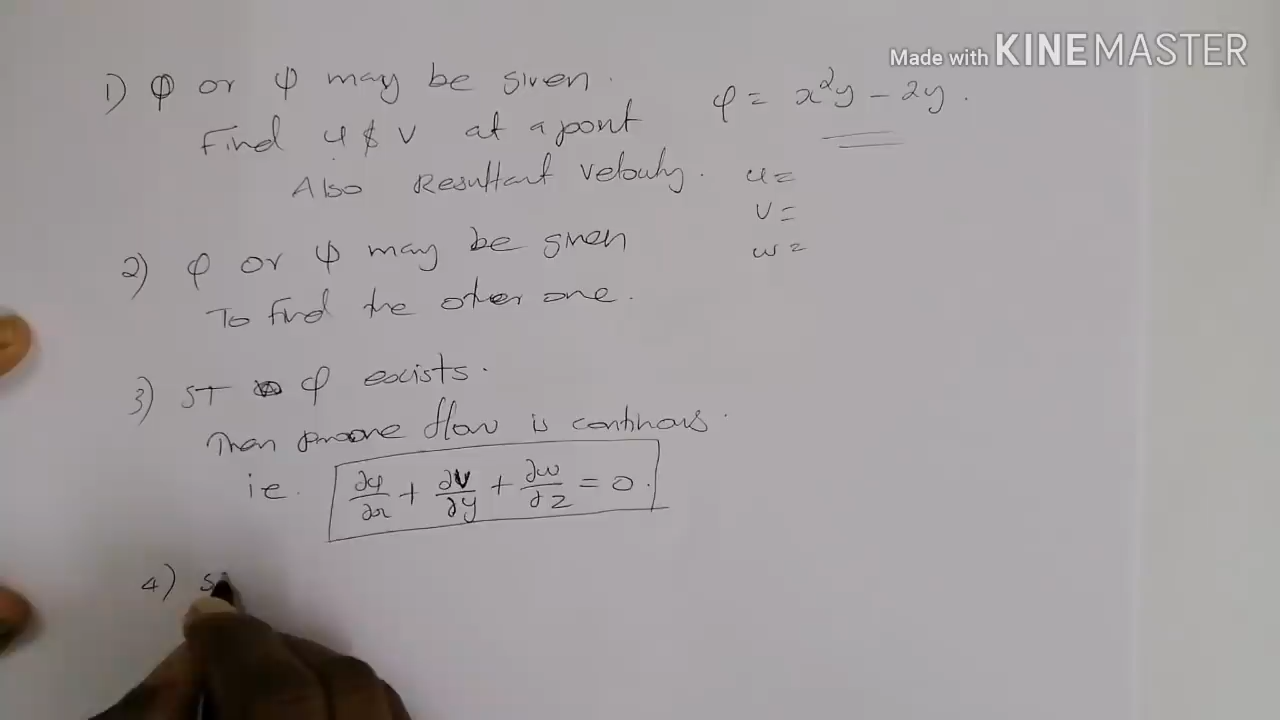 Made with KINEMASTER
1) φ or ψ may be given.
φ = x²y - 2y.
Find u & v at a point
Also Resultant velocity.
u =
v =
w =
2) φ or ψ may be given
To find the other one.
3) ST φ exists.
Then prove flow is continous.
ie. ∂u/∂x + ∂v/∂y + ∂w/∂z = 0.
4) S